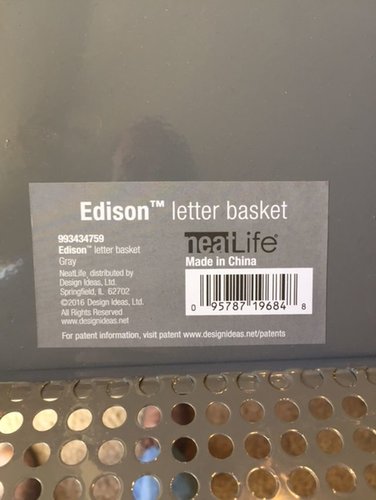 Edison™ letter basket
993434759
Edison™ letter basket
Gray
NeatLife, distributed by
Design Ideas, Ltd.
Springfield, IL 62702
©2016 Design Ideas, Ltd.
All Rights Reserved
www.designideas.net
neatLife®
Made in China
0 95787 19684 8
For patent information, visit patent www.designideas.net/patents